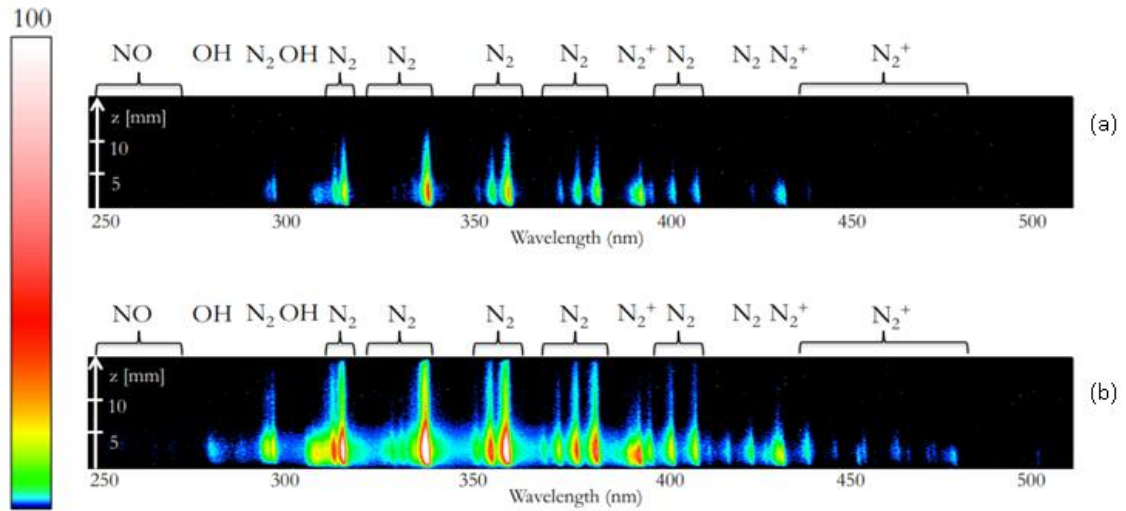 100
NO OH N₂ OH N₂ N₂ N₂ N₂ N₂⁺ N₂ N₂ N₂⁺ N₂⁺
z [mm]
10
5
(a)
250 300 350 400 450 500
Wavelength (nm)
NO OH N₂ OH N₂ N₂ N₂ N₂ N₂⁺ N₂ N₂ N₂⁺ N₂⁺
z [mm]
10
5
(b)
250 300 350 400 450 500
Wavelength (nm)